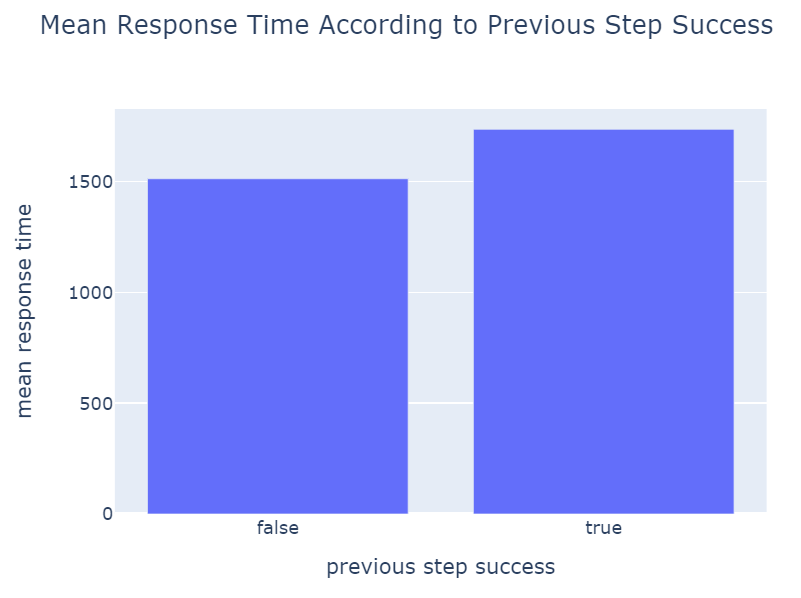 Mean Response Time According to Previous Step Success
mean response time
1500
1000
500
0
false
true
previous step success